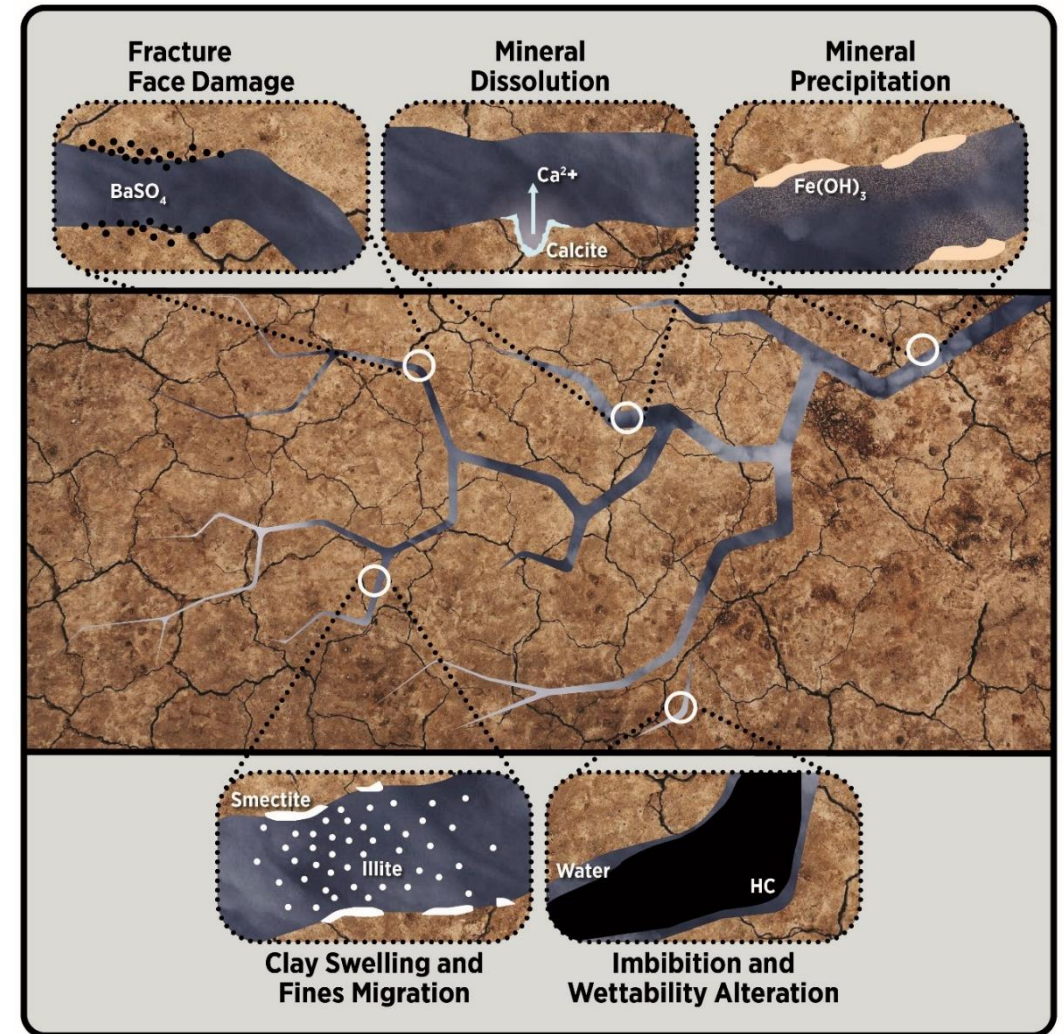 Fracture
Face Damage
Mineral
Dissolution
Mineral
Precipitation
BaSO₄
Ca²+
Calcite
Fe(OH)₃
Smectite
Illite
Water
HC
Clay Swelling and
Fines Migration
Imbibition and
Wettability Alteration